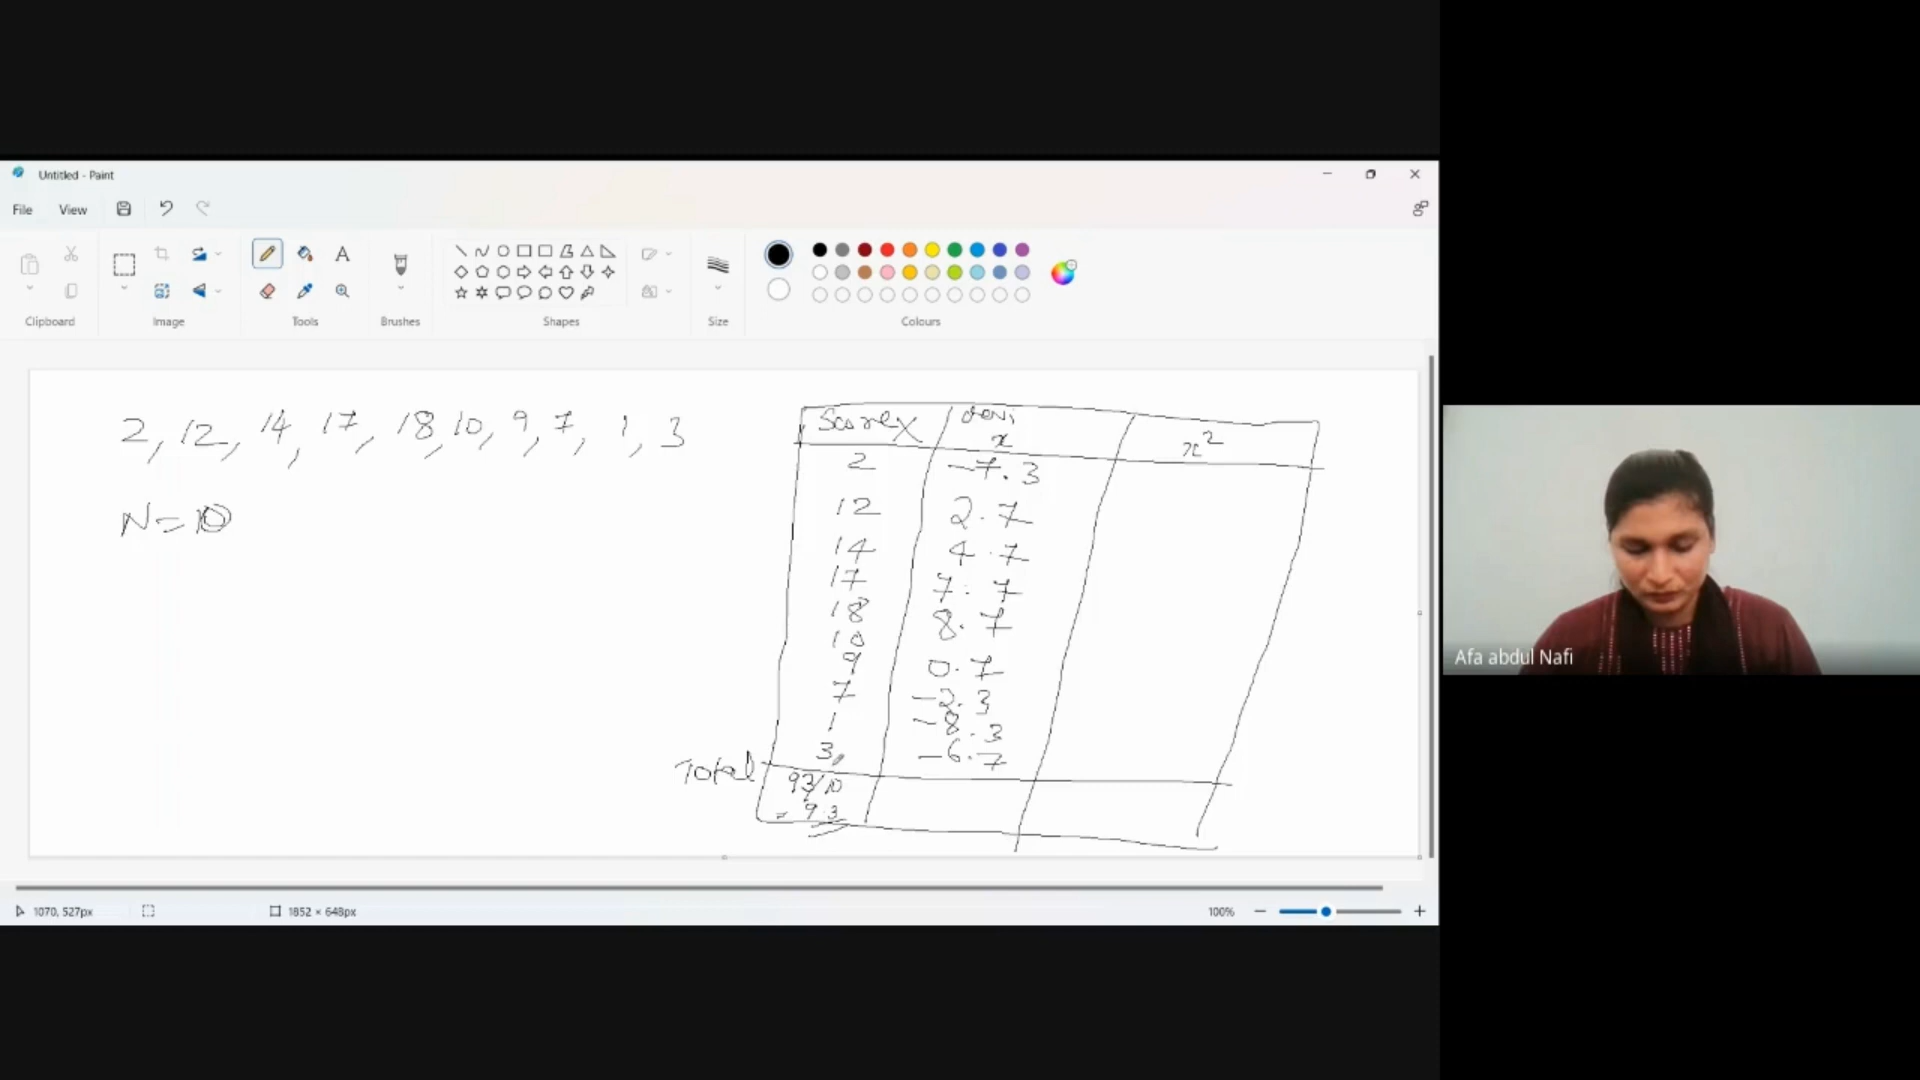 Untitled - Paint
File View
Clipboard Image Tools Brushes Shapes Size Colours
2, 12, 14, 17, 18, 10, 9, 7, 1, 3
N=10
Score X devi x x²
2 -7.3
12 2.7
14 4.7
17 7.7
18 8.7
10 0.7
9
7 -2.3
1 -8.3
3, -6.7
Total 93/10
= 9.3
Afa abdul Nafi
1070, 527px 1852 × 648px 100%